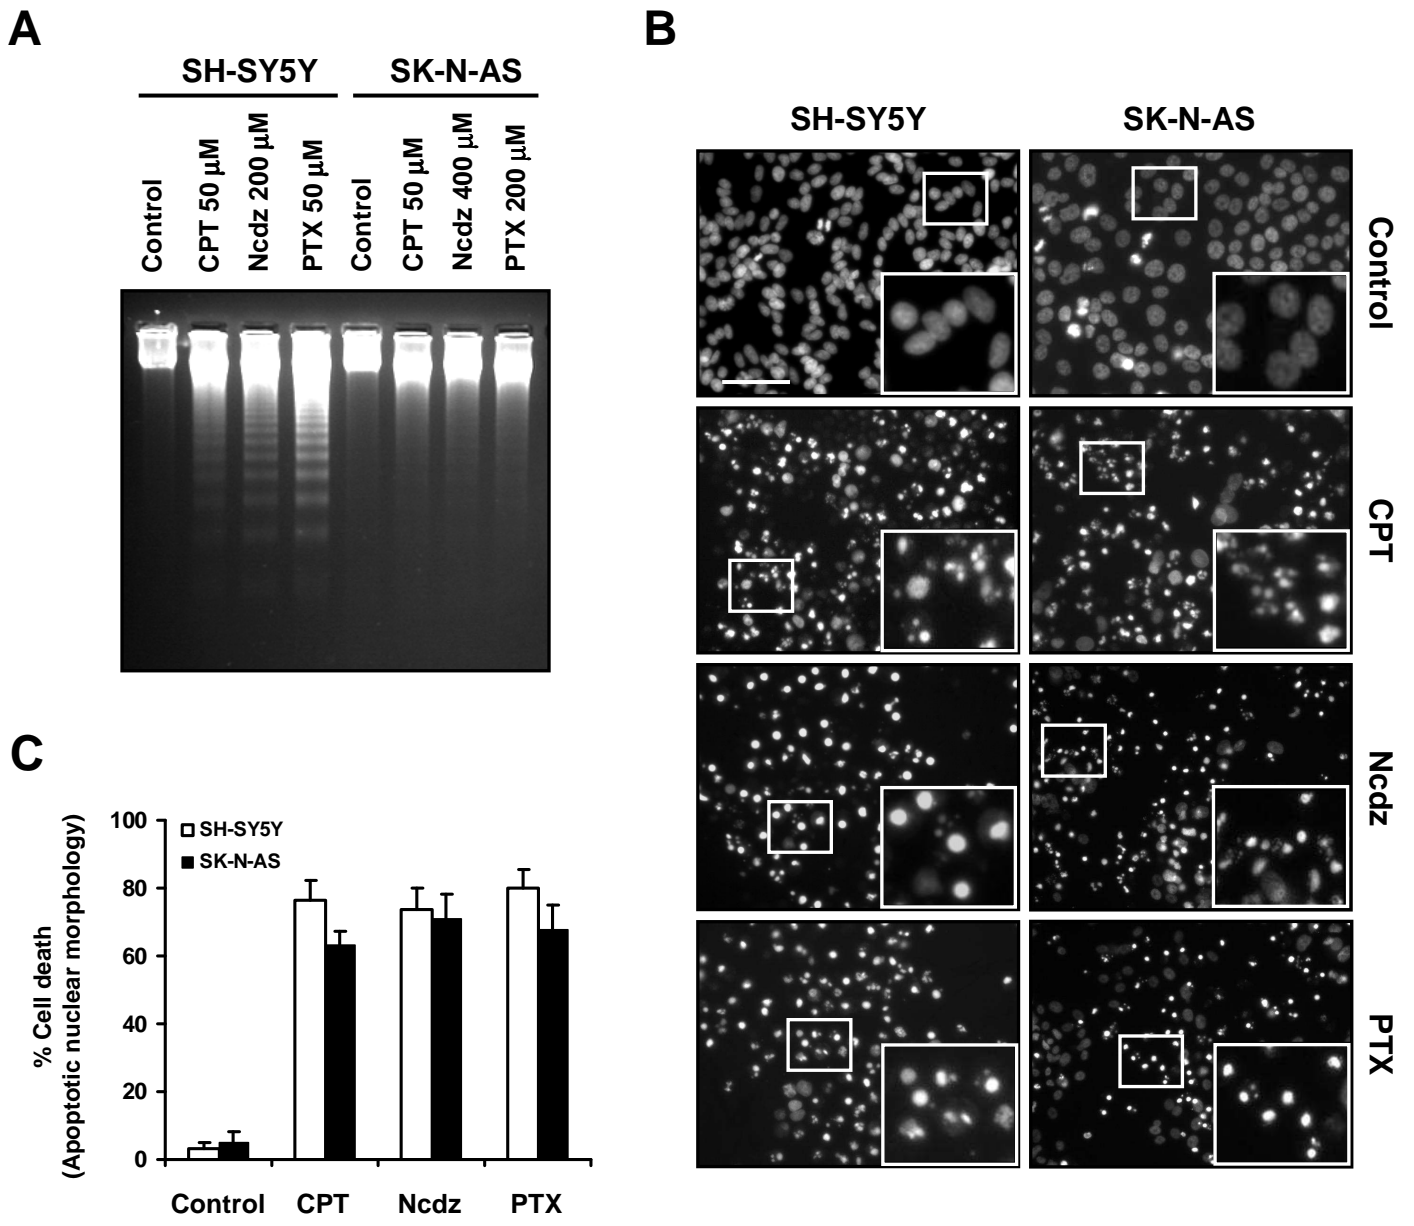 A
SH-SY5Y SK-N-AS
Control
CPT 50 μM
Ncdz 200 μM
PTX 50 μM
Control
CPT 50 μM
Ncdz 400 μM
PTX 200 μM
B
SH-SY5Y SK-N-AS
Control
CPT
Ncdz
PTX
C
% Cell death
(Apoptotic nuclear morphology)
100
80
60
40
20
0
SH-SY5Y
SK-N-AS
Control CPT Ncdz PTX